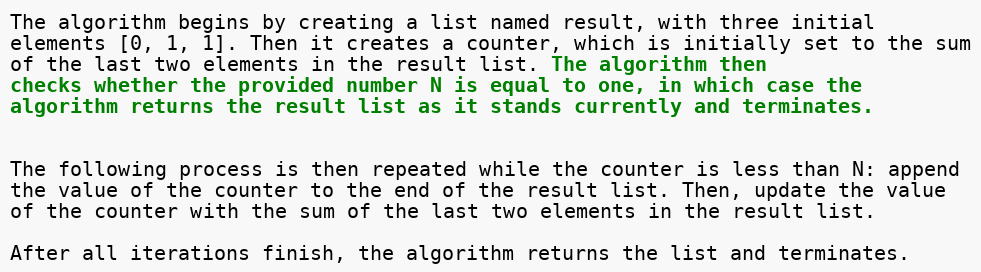 The algorithm begins by creating a list named result, with three initial
elements [0, 1, 1]. Then it creates a counter, which is initially set to the sum
of the last two elements in the result list. The algorithm then
checks whether the provided number N is equal to one, in which case the
algorithm returns the result list as it stands currently and terminates.
The following process is then repeated while the counter is less than N: append
the value of the counter to the end of the result list. Then, update the value
of the counter with the sum of the last two elements in the result list.
After all iterations finish, the algorithm returns the list and terminates.